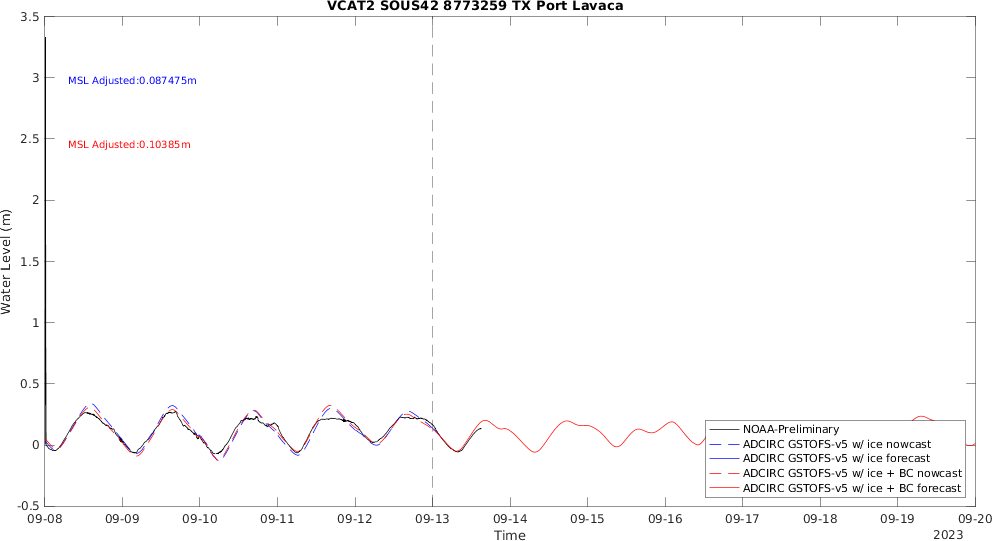 VCAT2 SOUS42 8773259 TX Port Lavaca
3.5
3
2.5
2
1.5
1
0.5
0
-0.5
Water Level (m)
MSL Adjusted:0.087475m
MSL Adjusted:0.10385m
NOAA-Preliminary
ADCIRC GSTOFS-v5 w/ ice nowcast
ADCIRC GSTOFS-v5 w/ ice forecast
ADCIRC GSTOFS-v5 w/ ice + BC nowcast
ADCIRC GSTOFS-v5 w/ ice + BC forecast
09-08 09-09 09-10 09-11 09-12 09-13 09-14 09-15 09-16 09-17 09-18 09-19 09-20
Time
2023